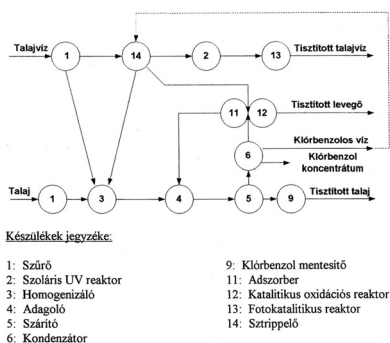 Talajvíz
1
14
2
13
Tisztított talajvíz
11
12
Tisztított levegő
Klórbenzolos víz
6
Klórbenzol
koncentrátum
Talaj
1
3
4
5
9
Tisztított talaj
Készülékek jegyzéke:
1: Szűrő
2: Szoláris UV reaktor
3: Homogenizáló
4: Adagoló
5: Szárító
6: Kondenzátor
9: Klórbenzol mentesítő
11: Adszorber
12: Katalitikus oxidációs reaktor
13: Fotokatalitikus reaktor
14: Sztrippelő